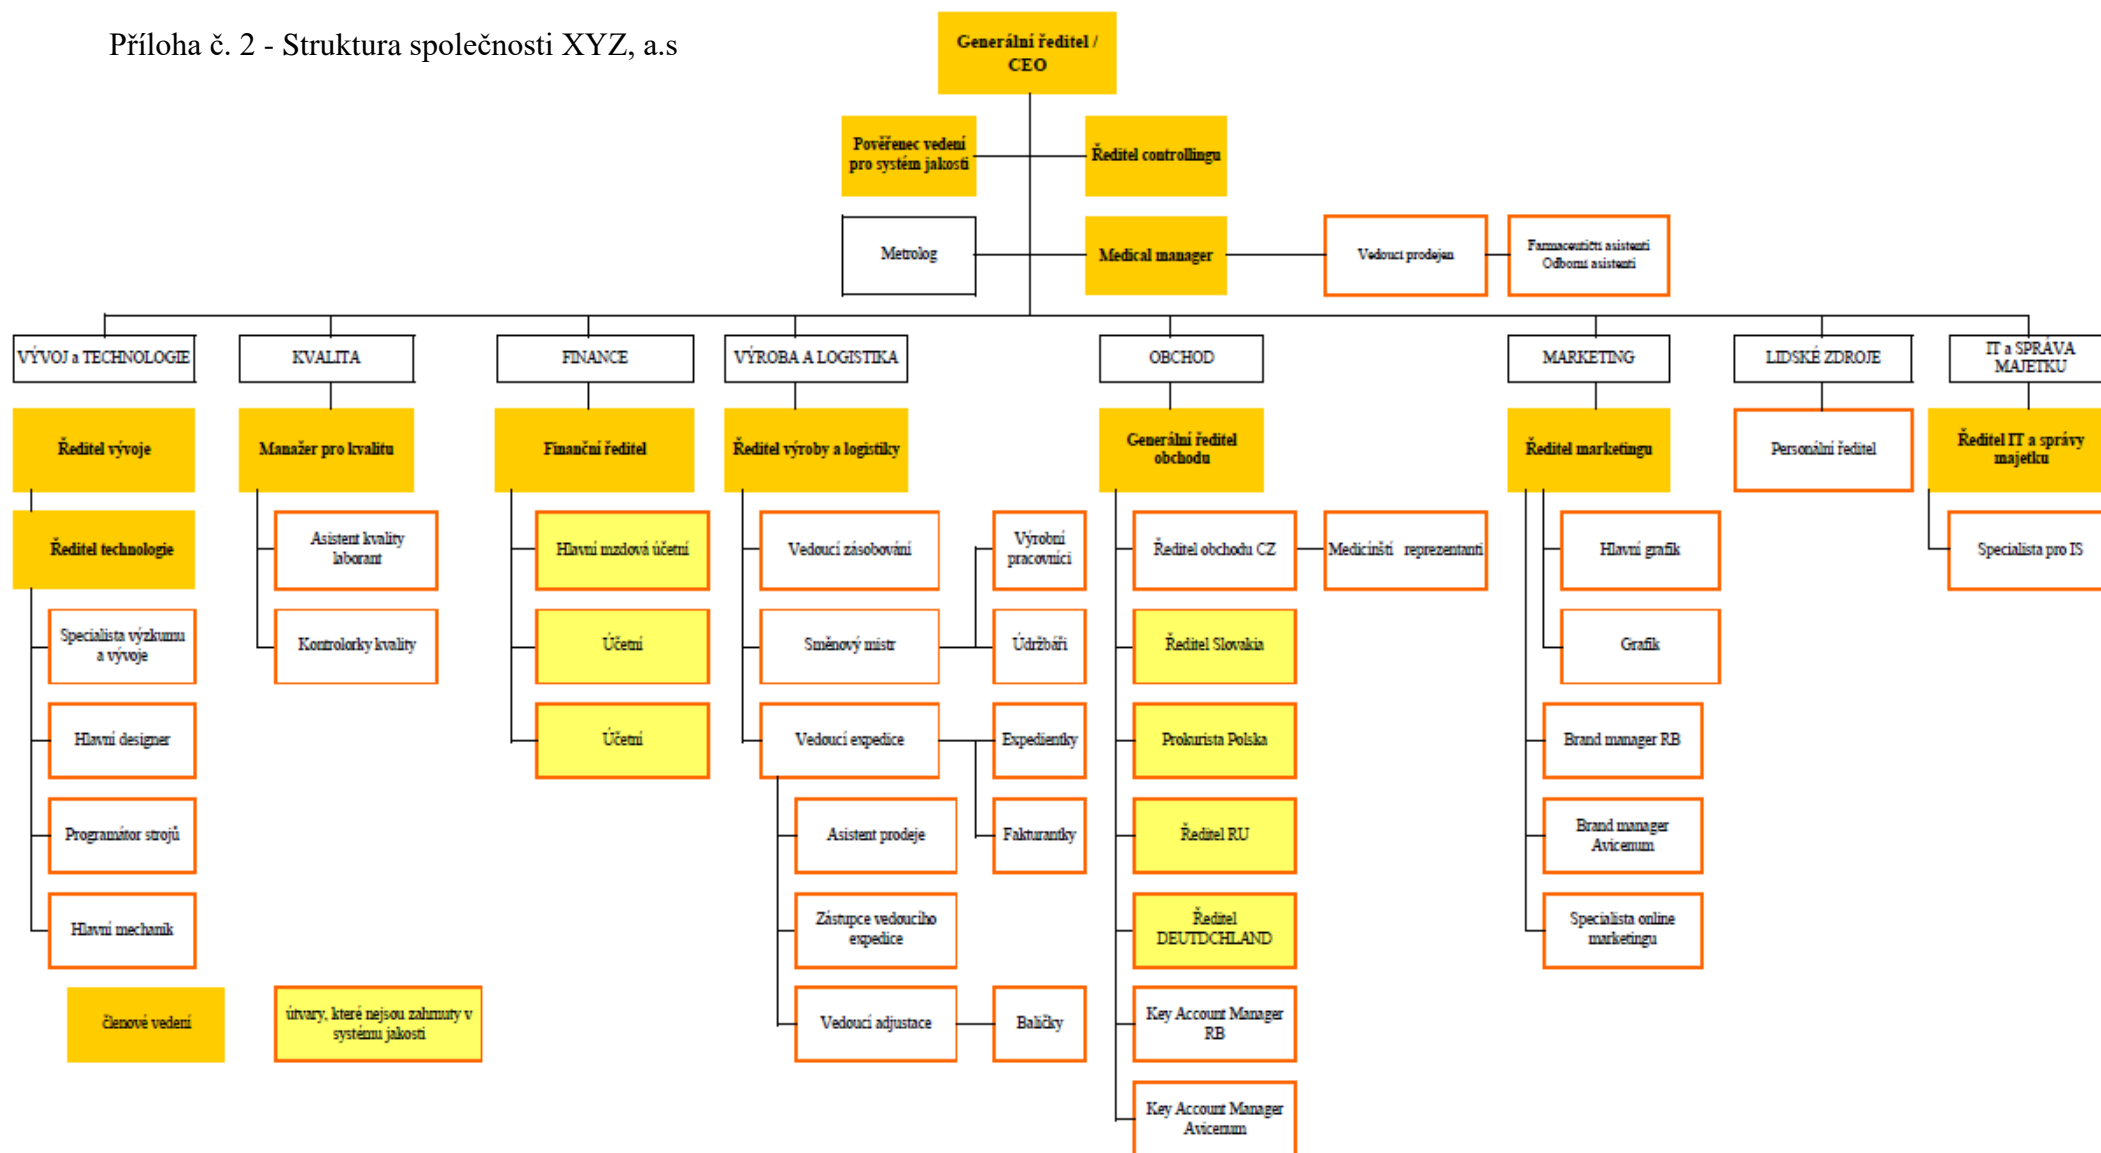 Příloha č. 2 - Struktura společnosti XYZ, a.s
Generální ředitel /
CEO
Pověřenec vedení
pro systém jakosti
Ředitel controllingu
Metrolog
Medical manager
Vedoucí prodejen
Farmaceutičtí asistenti
Odborní asistenti
VÝVOJ a TECHNOLOGIE
KVALITA
FINANCE
VÝROBA A LOGISTIKA
OBCHOD
MARKETING
LIDSKÉ ZDROJE
IT a SPRÁVA
MAJETKU
Ředitel vývoje
Manažer pro kvalitu
Finanční ředitel
Ředitel výroby a logistiky
Generální ředitel
obchodu
Ředitel marketingu
Personální ředitel
Ředitel IT a správy
majetku
Ředitel technologie
Asistent kvality
laborant
Hlavní mzdová účetní
Vedoucí zásobování
Výrobní
pracovníci
Ředitel obchodu CZ
Medicínští reprezentanti
Hlavní grafik
Specialista pro IS
Specialista výzkumu
a vývoje
Kontrolorky kvality
Účetní
Směnový mistr
Údržbáři
Ředitel Slovakia
Grafik
Hlavní designer
Účetní
Vedoucí expedice
Expedientky
Prokurista Polska
Brand manager RB
Programátor strojů
Asistent prodeje
Fakturantky
Ředitel RU
Brand manager
Avicenum
Hlavní mechanik
Zástupce vedoucího
expedice
Ředitel
DEUTDCHLAND
Specialista online
marketingu
členové vedení
útvary, které nejsou zahrnuty v
systému jakosti
Vedoucí adjustace
Baličky
Key Account Manager
RB
Key Account Manager
Avicenum